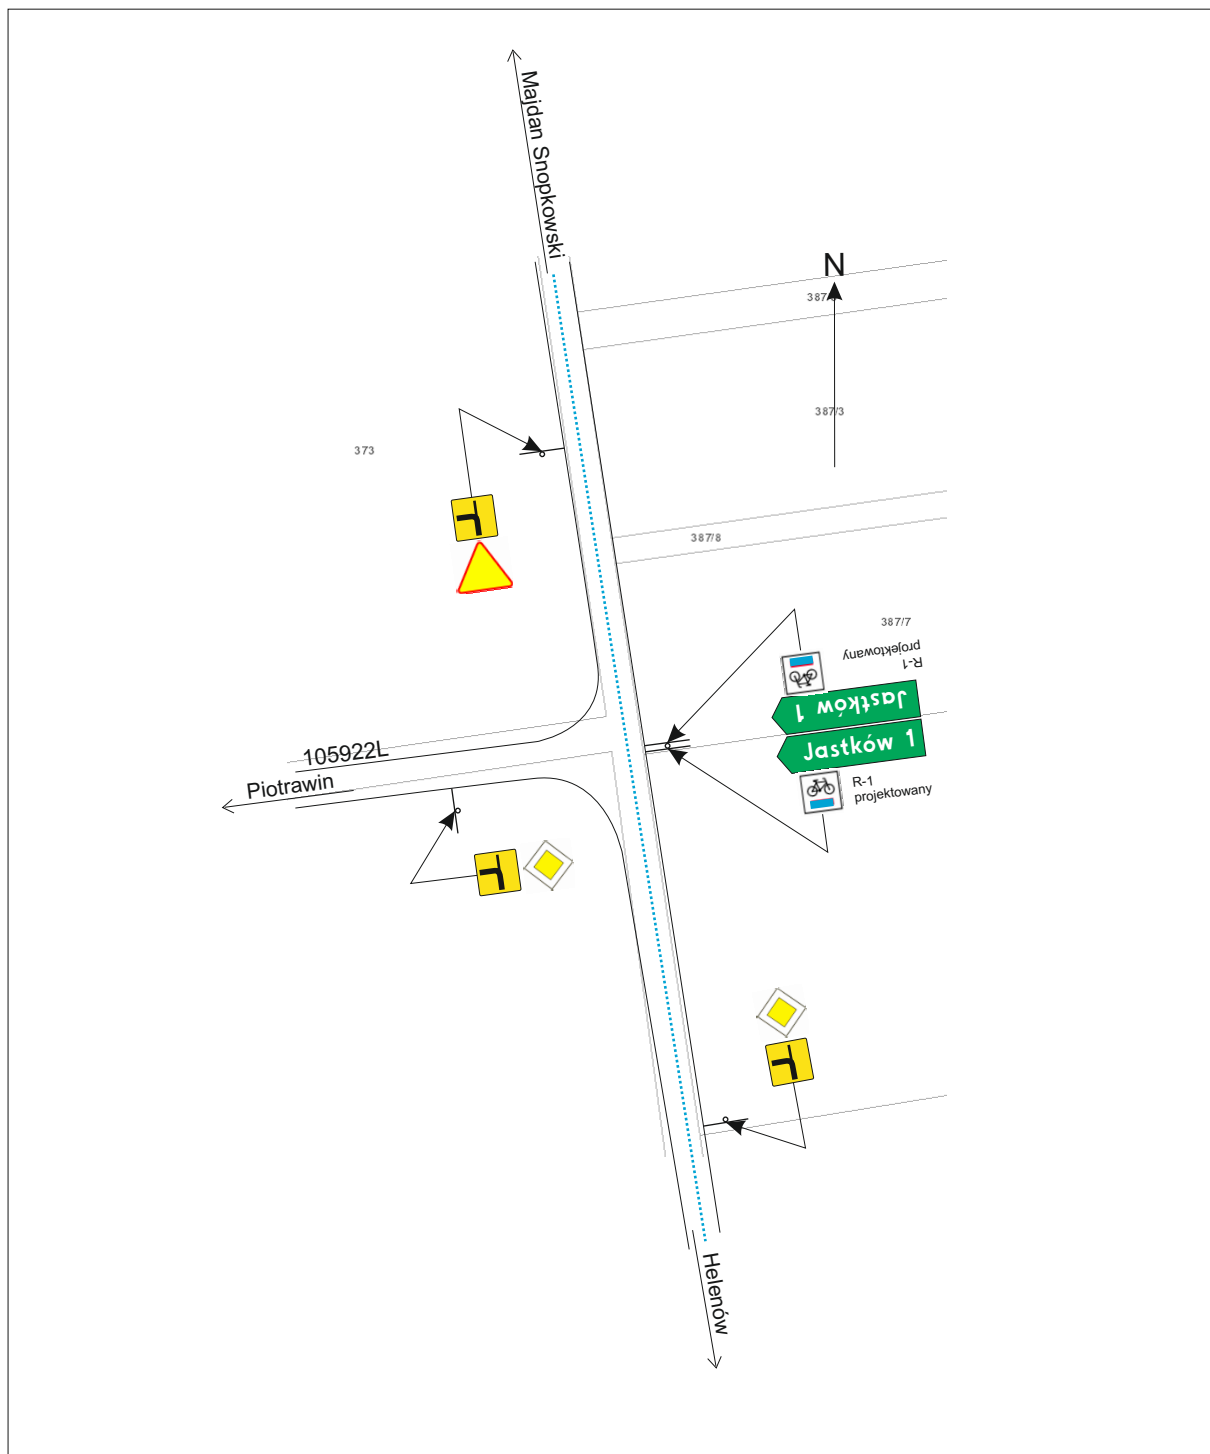 Majdan Snopkowski
N
387/
387/3
373
387/8
387/7
R-1
projektowany
Jastków 1
Jastków 1
R-1
projektowany
105922L
Piotrawin
Helenów